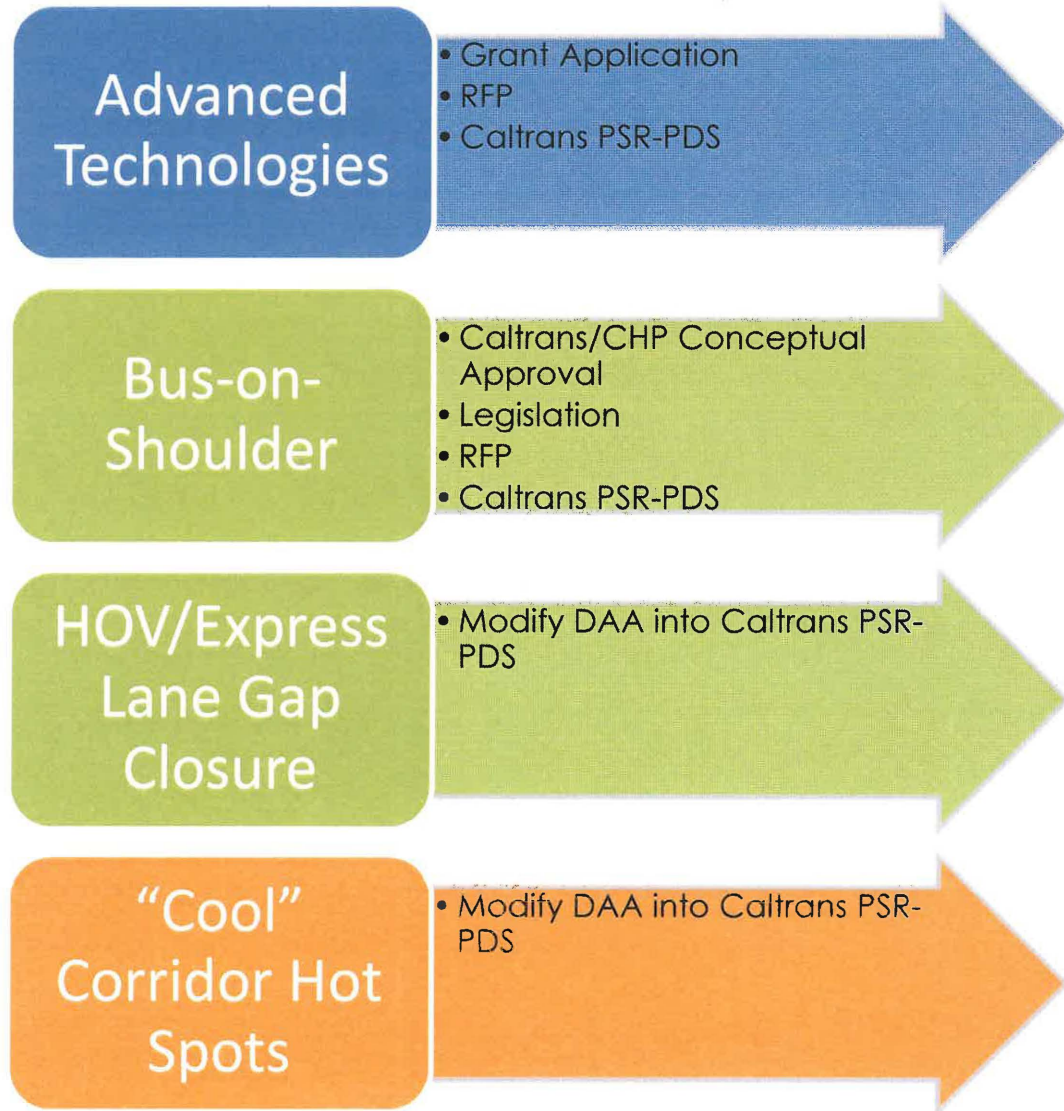 Advanced
Technologies
• Grant Application
• RFP
• Caltrans PSR-PDS
Bus-on-
Shoulder
• Caltrans/CHP Conceptual
Approval
• Legislation
• RFP
• Caltrans PSR-PDS
HOV/Express
Lane Gap
Closure
• Modify DAA into Caltrans PSR-
PDS
“Cool”
Corridor Hot
Spots
• Modify DAA into Caltrans PSR-
PDS